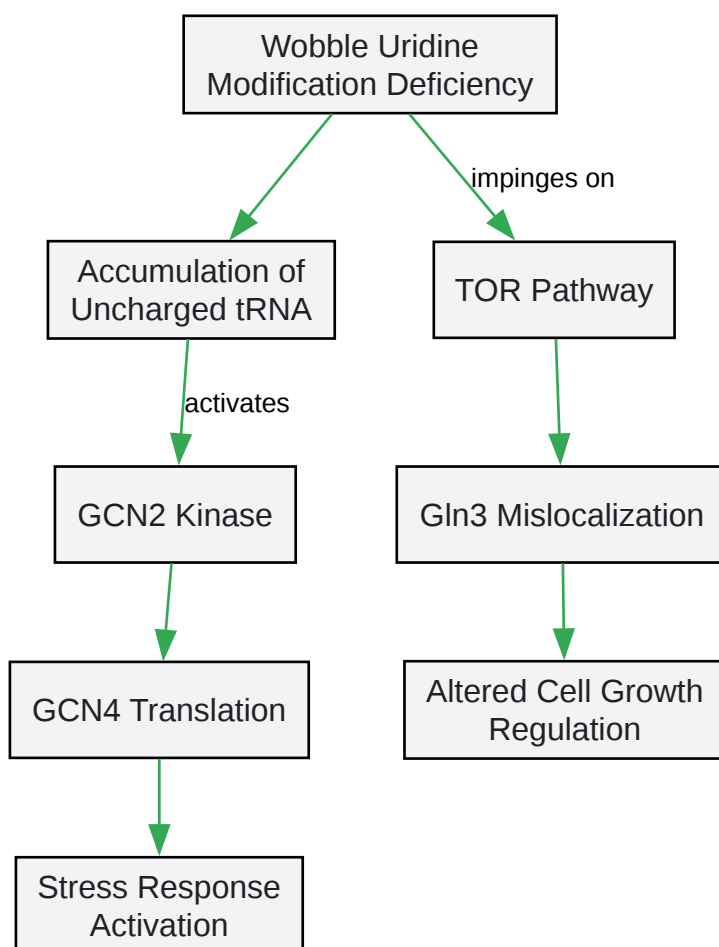 Wobble Uridine
Modification Deficiency
impinges on
Accumulation of
Uncharged tRNA
TOR Pathway
activates
GCN2 Kinase
Gln3 Mislocalization
GCN4 Translation
Altered Cell Growth
Regulation
Stress Response
Activation